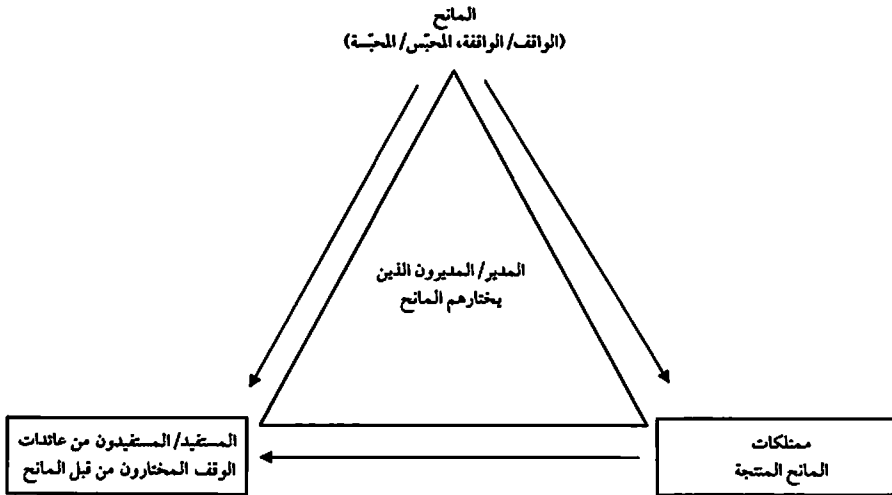 المانح
(الواقف/ الواقفة، المحبّس/ المحبّسة)
المدير/ المديرون الذين
يختارهم المانح
ممتلكات
المانح المنتجة
المستفيد/ المستفيدون من عائدات
الوقف المختارون من قبل المانح